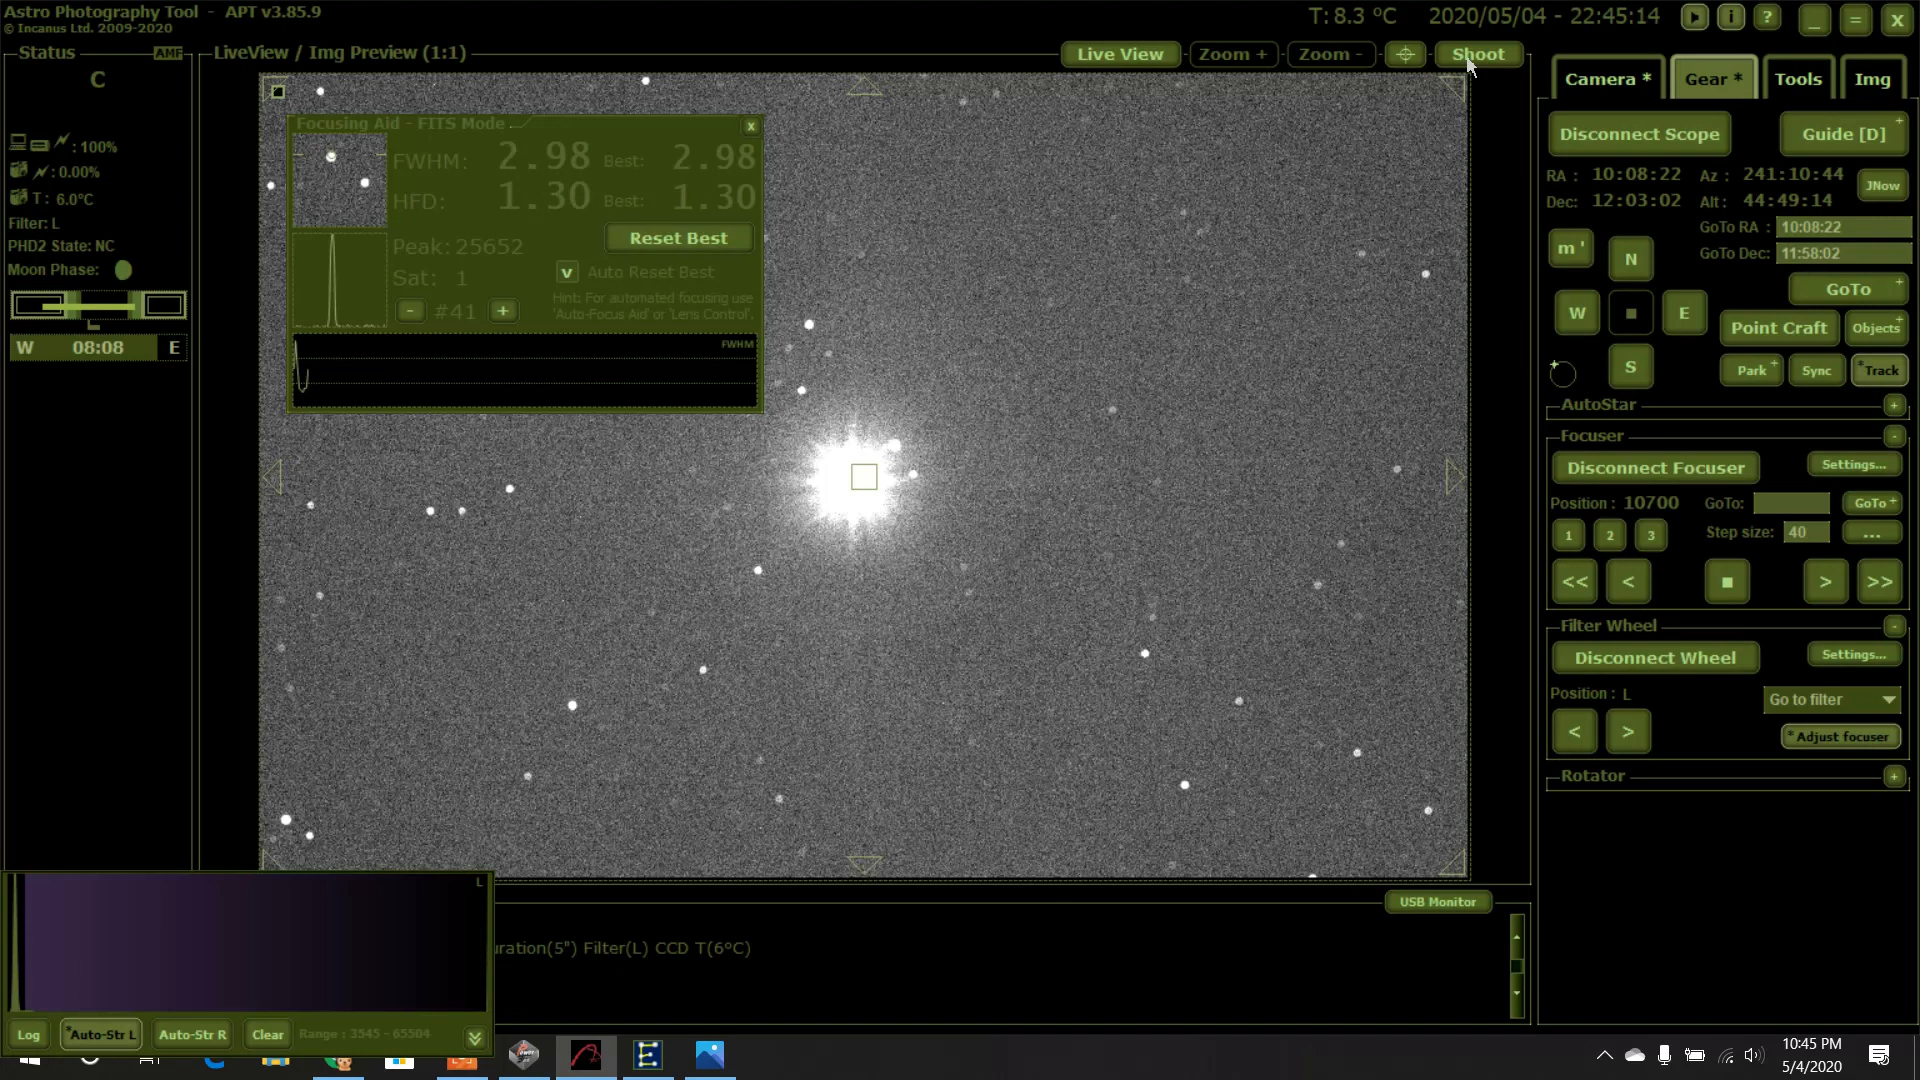 Astro Photography Tool - APT v3.85.9
© Incanus Ltd. 2009-2020
T: 8.3 °C 2020/05/04 - 22:45:14
Status AMF
C
: 100%
: 0.00%
T : 6.0°C
Filter: L
PHD2 State: NC
Moon Phase:
W 08:08 E
LiveView / Img Preview (1:1)
Live View Zoom + Zoom - Shoot
Focusing Aid - FITS Mode x
FWHM: 2.98 Best: 2.98
HFD: 1.30 Best: 1.30
Reset Best
Peak: 25652
Sat: 1
v Auto Reset Best
- #41 +
Hint: For automated focusing use
'Auto-Focus Aid' or 'Lens Control'.
FWHM
Camera * Gear * Tools Img
Disconnect Scope Guide [D] +
RA : 10:08:22 Az : 241:10:44
Dec: 12:03:02 Alt : 44:49:14
JNow
GoTo RA : 10:08:22
GoTo Dec: 11:58:02
m '
N
W E
S
GoTo +
Point Craft Objects +
Park + Sync *Track
AutoStar +
Focuser -
Disconnect Focuser Settings...
Position : 10700 GoTo: GoTo +
1 2 3 Step size: 40 ...
<< < > >>
Filter Wheel -
Disconnect Wheel Settings...
Position : L Go to filter
< > *Adjust focuser
Rotator +
USB Monitor
uration(5") Filter(L) CCD T(6°C)
L
Log *Auto-Str L Auto-Str R Clear Range : 3545 - 65504
10:45 PM
5/4/2020